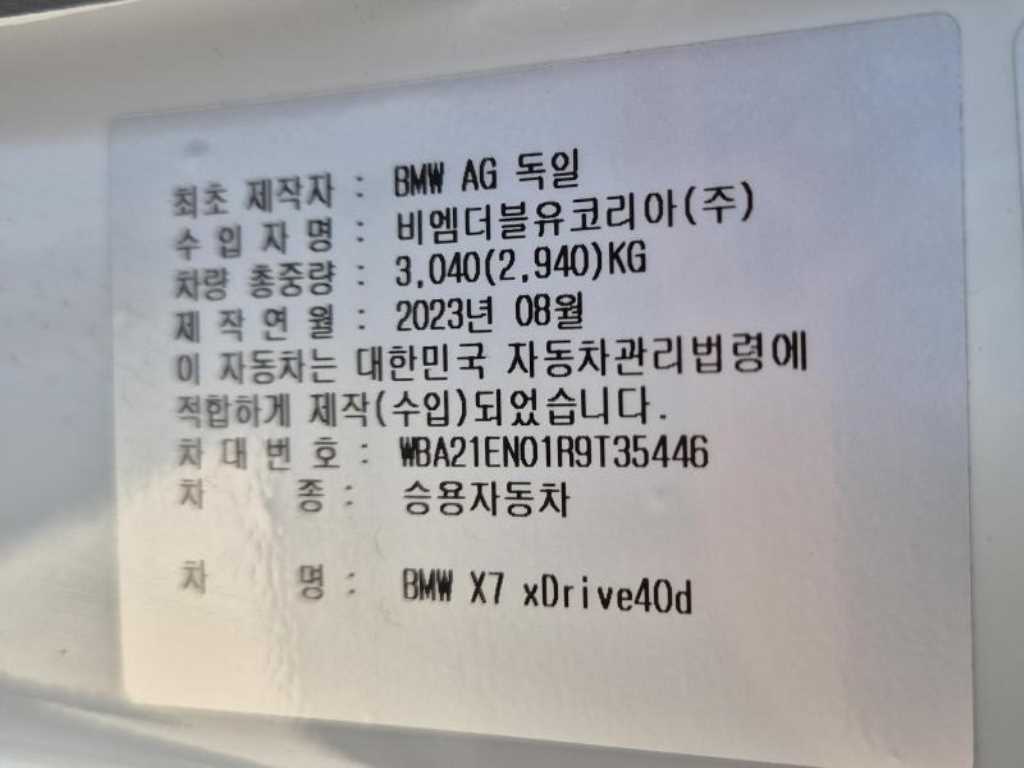 최초 제작자 : BMW AG 독일
수 입 자 명 : 비엠더블유코리아(주)
차량 총중량 : 3,040(2,940)KG
제 작 연 월 : 2023년 08월
이 자동차는 대한민국 자동차관리법령에
적합하게 제작(수입)되었습니다.
차 대 번 호 : WBA21EN01R9T35446
차 종 : 승용자동차
차 명 : BMW X7 xDrive40d